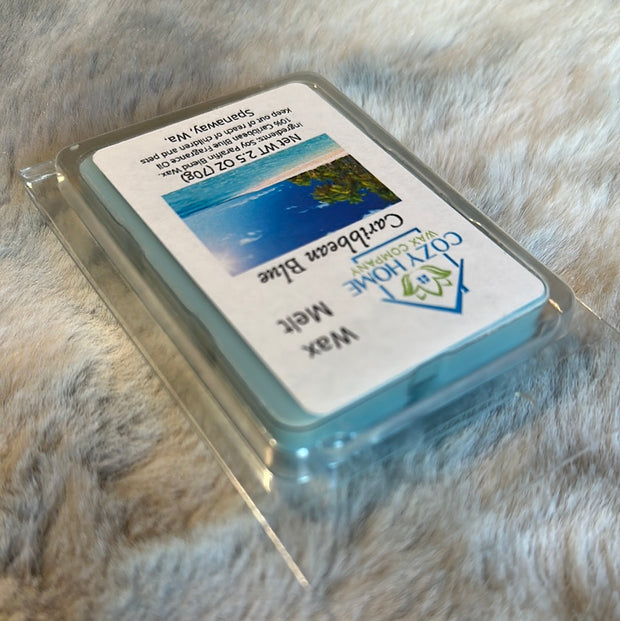 COZY HOME
WAX COMPANY
Wax
Melt
Caribbean Blue
Net WT 2.5 OZ (70g)
Ingredients: Soy Paraffin Blend Wax.
10% Caribbean Blue Fragrance Oil
Keep out of reach of children and pets
Spanaway, Wa.